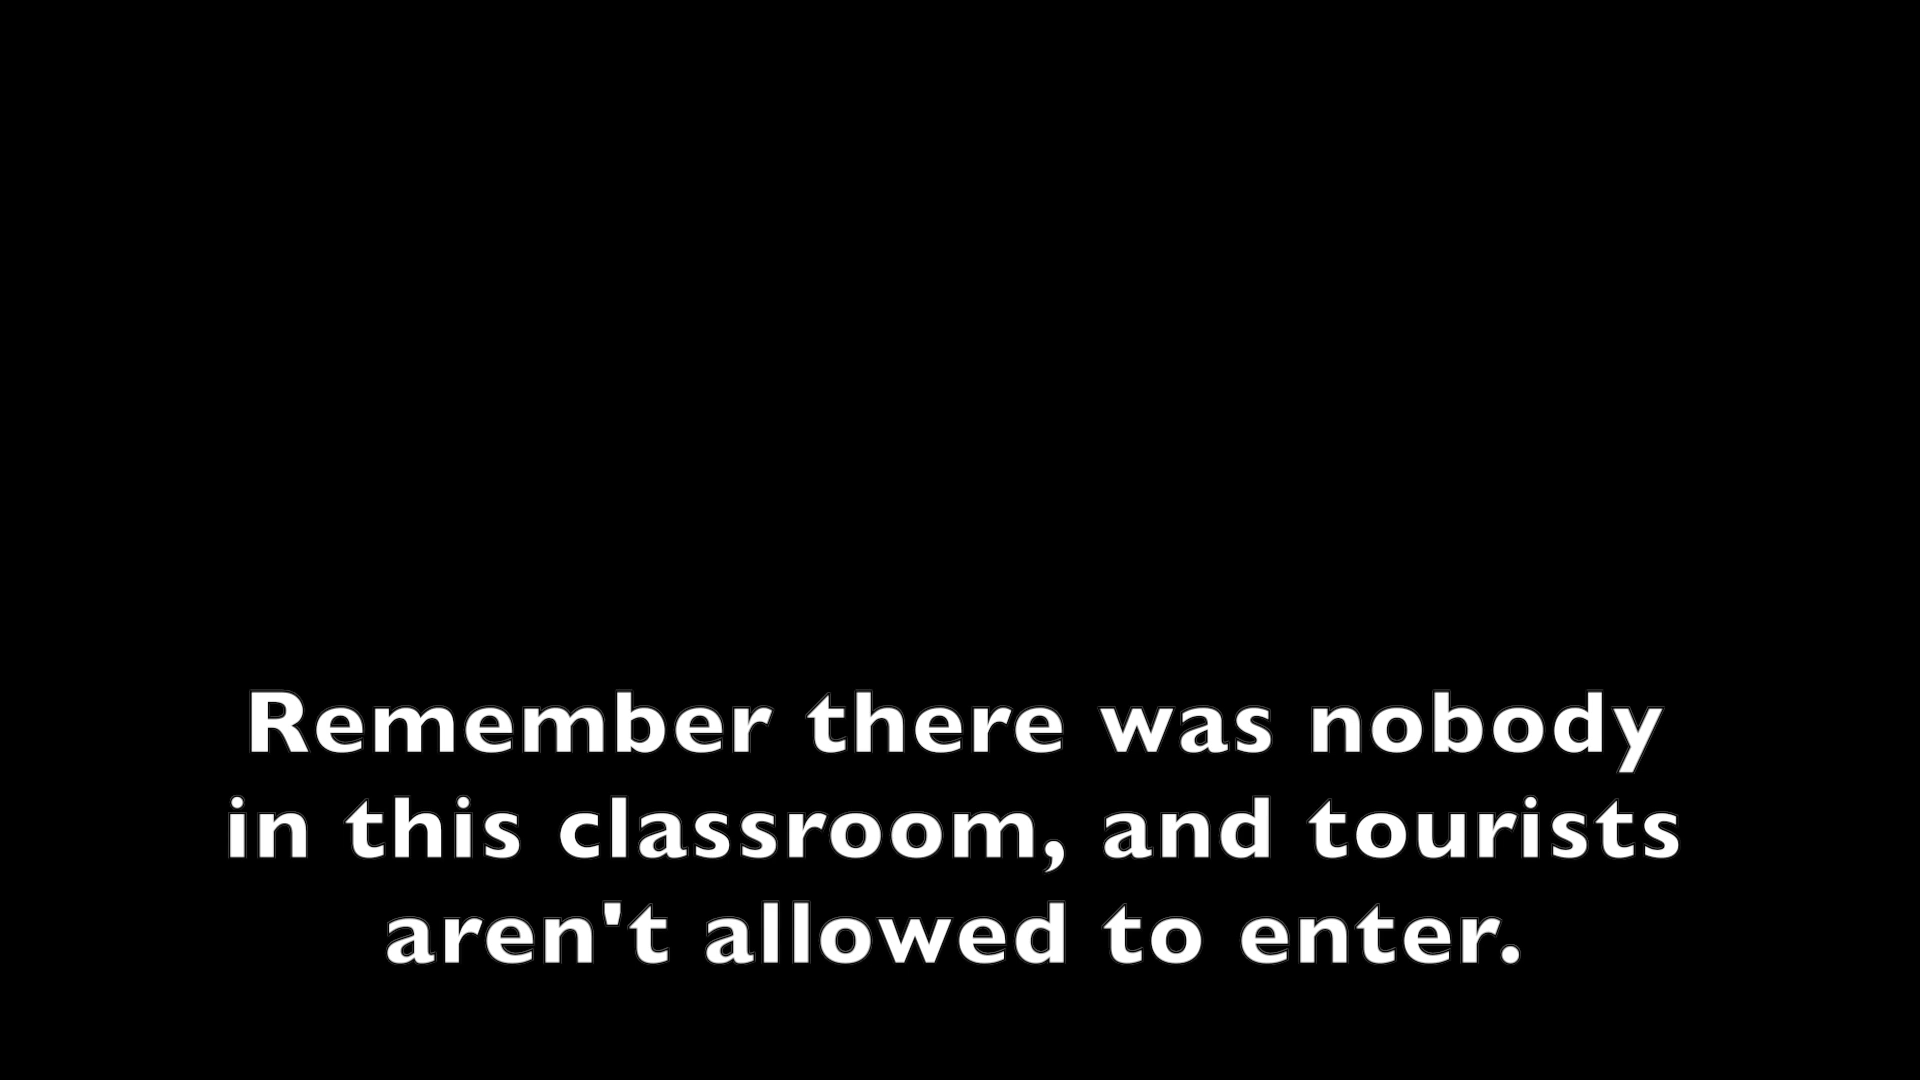 Remember there was nobody
in this classroom, and tourists
aren't allowed to enter.